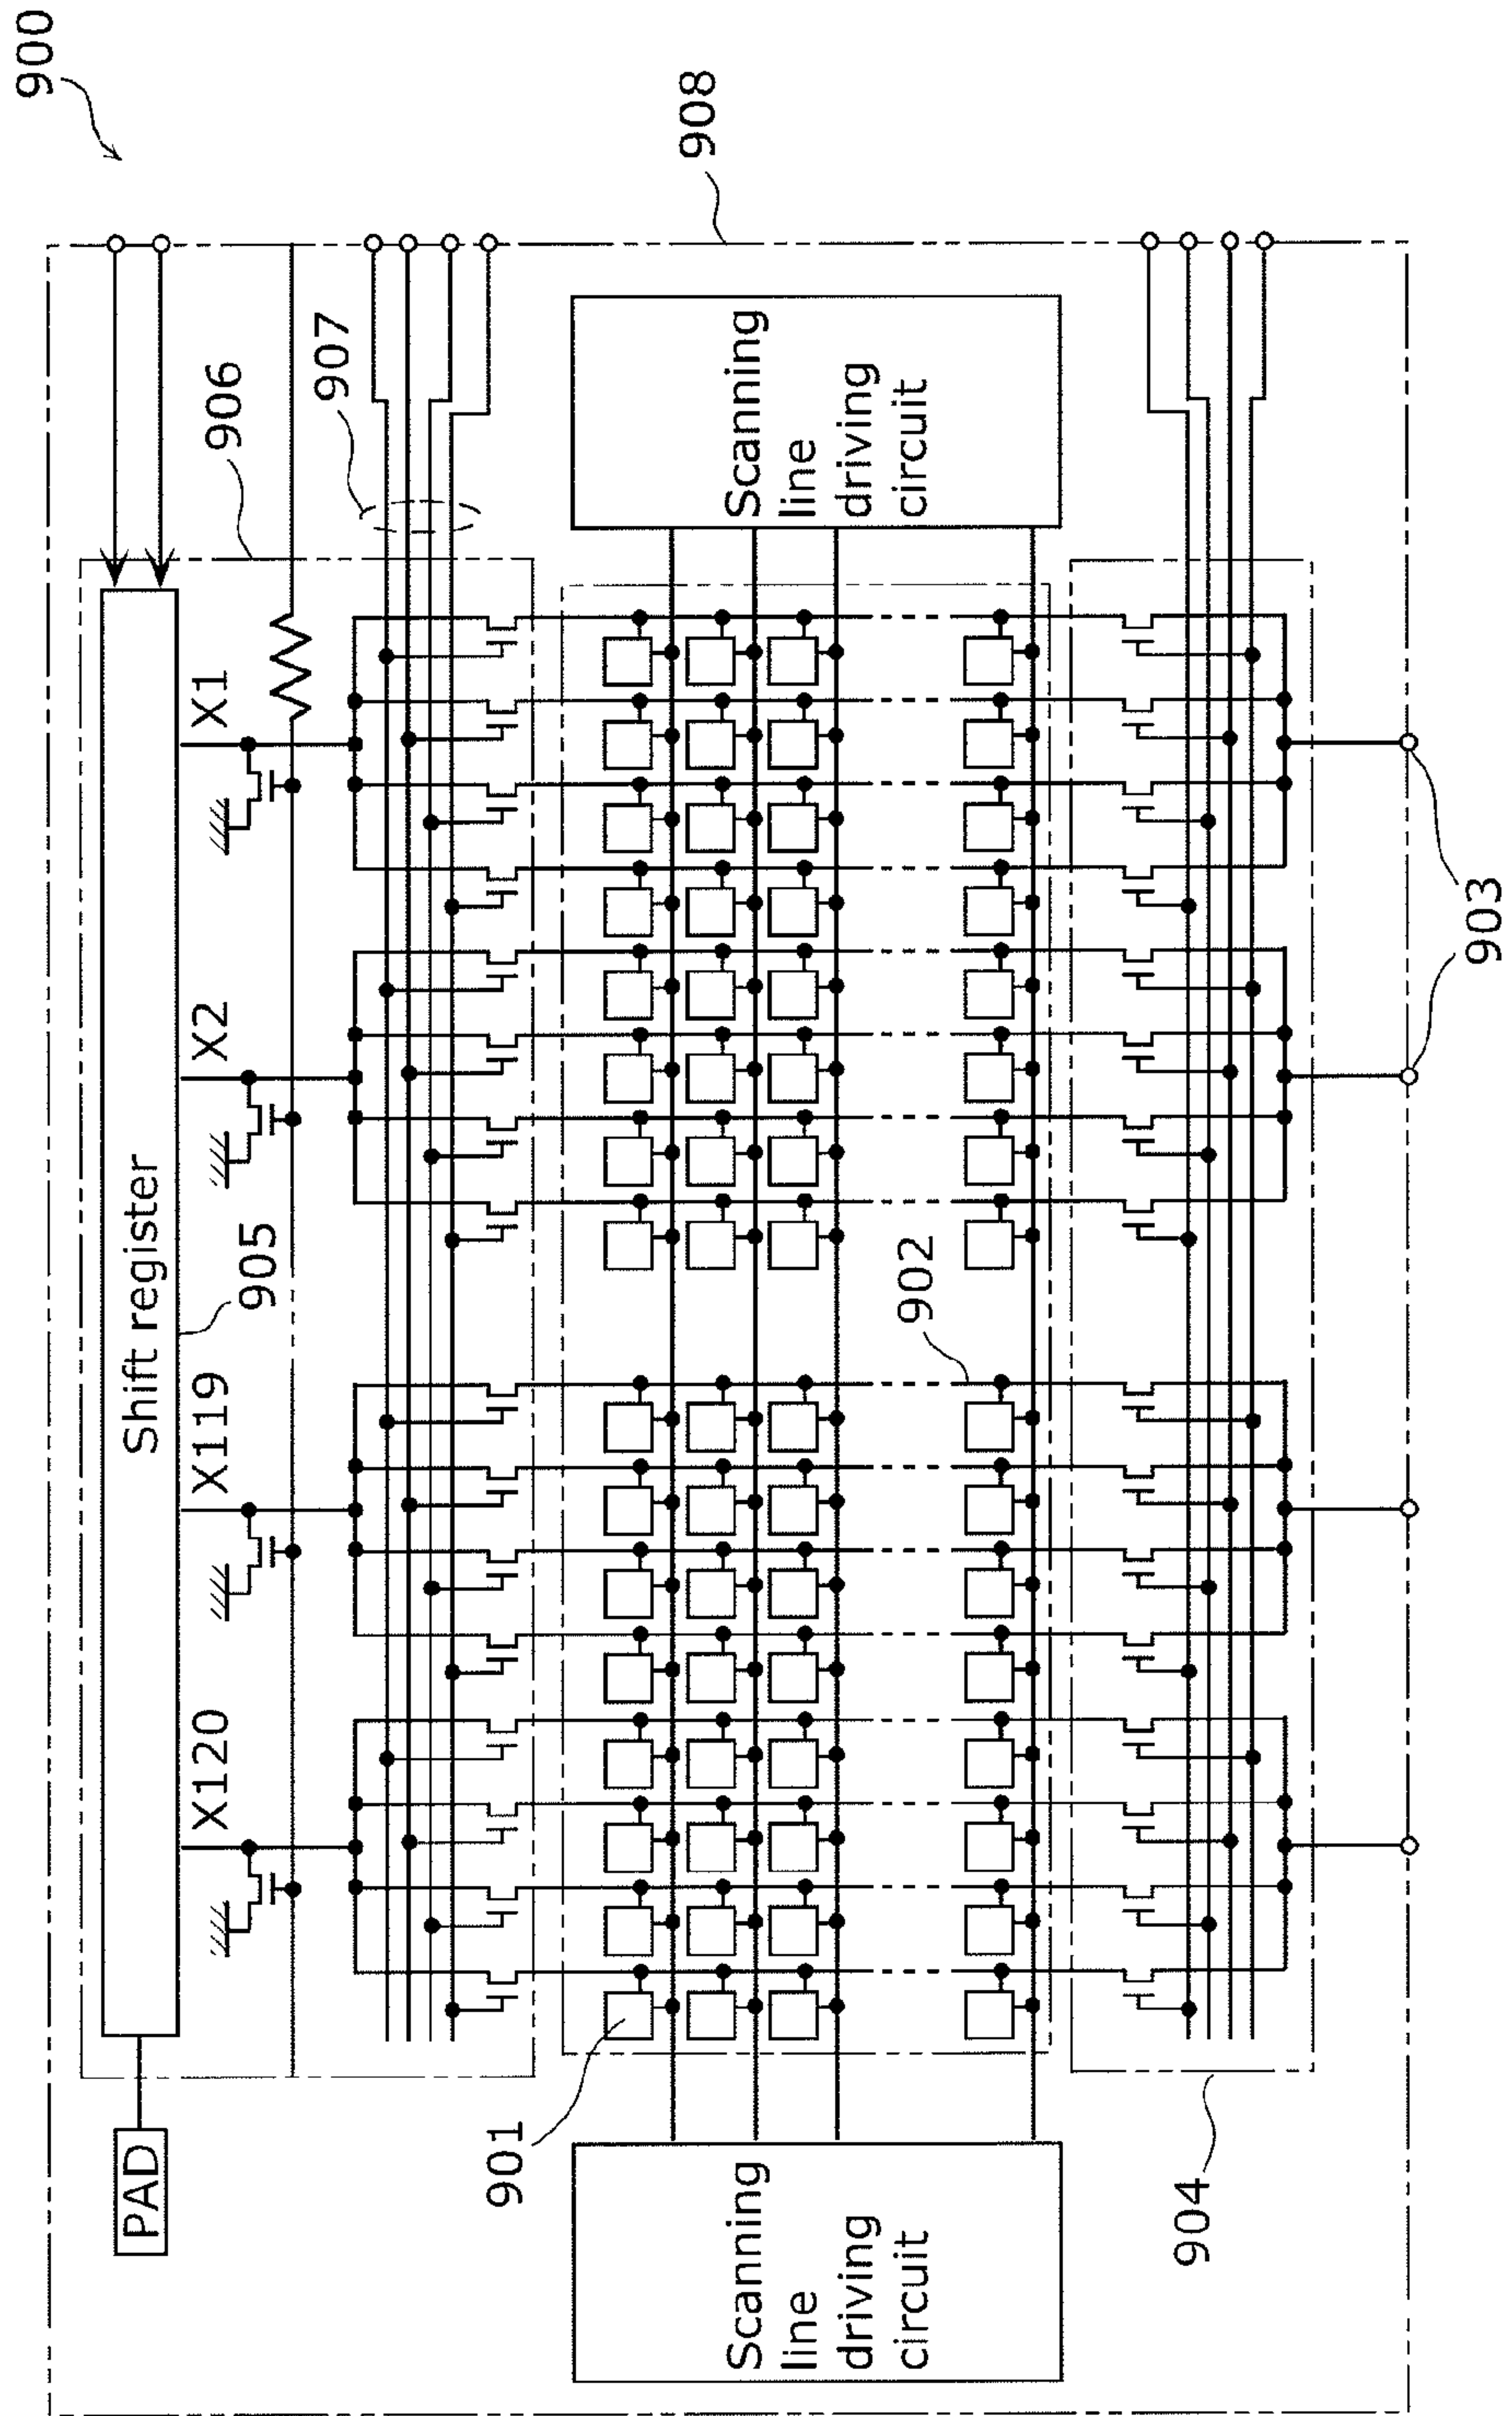 900
908
907
906
Scanning
line
driving
circuit
X1
X2
Shift register
905
903
902
X119
X120
901
904
PAD
Scanning
line
driving
circuit